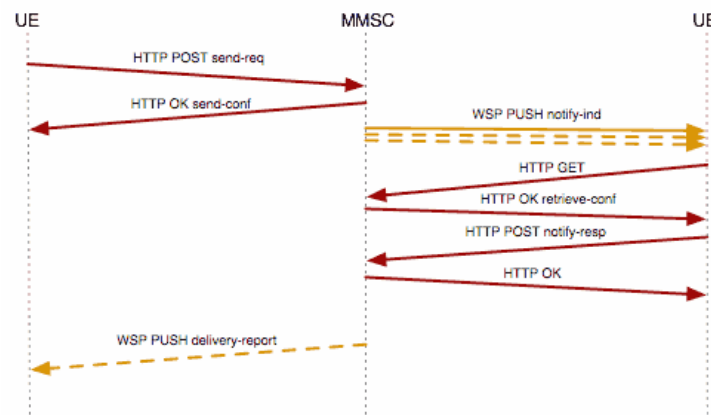 UE MMSC UE
HTTP POST send-req
HTTP OK send-conf
WSP PUSH notify-ind
HTTP GET
HTTP OK retrieve-conf
HTTP POST notify-resp
HTTP OK
WSP PUSH delivery-report